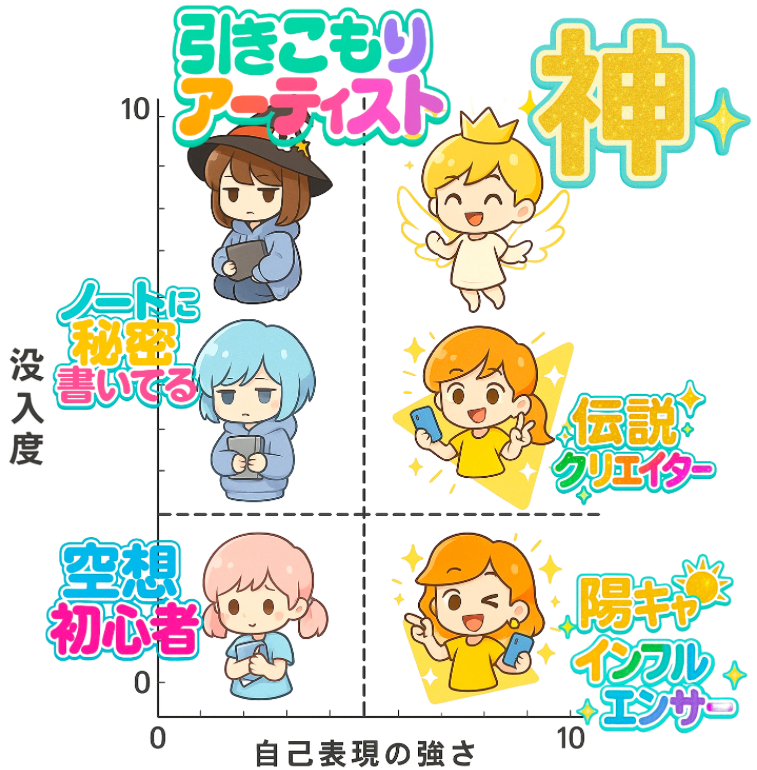 引きこもり
アーティスト
神
10
ノートに
秘密
書いてる
没入度
伝説
クリエイター
空想
初心者
陽キャ
インフル
エンサー
0
0
自己表現の強さ
10